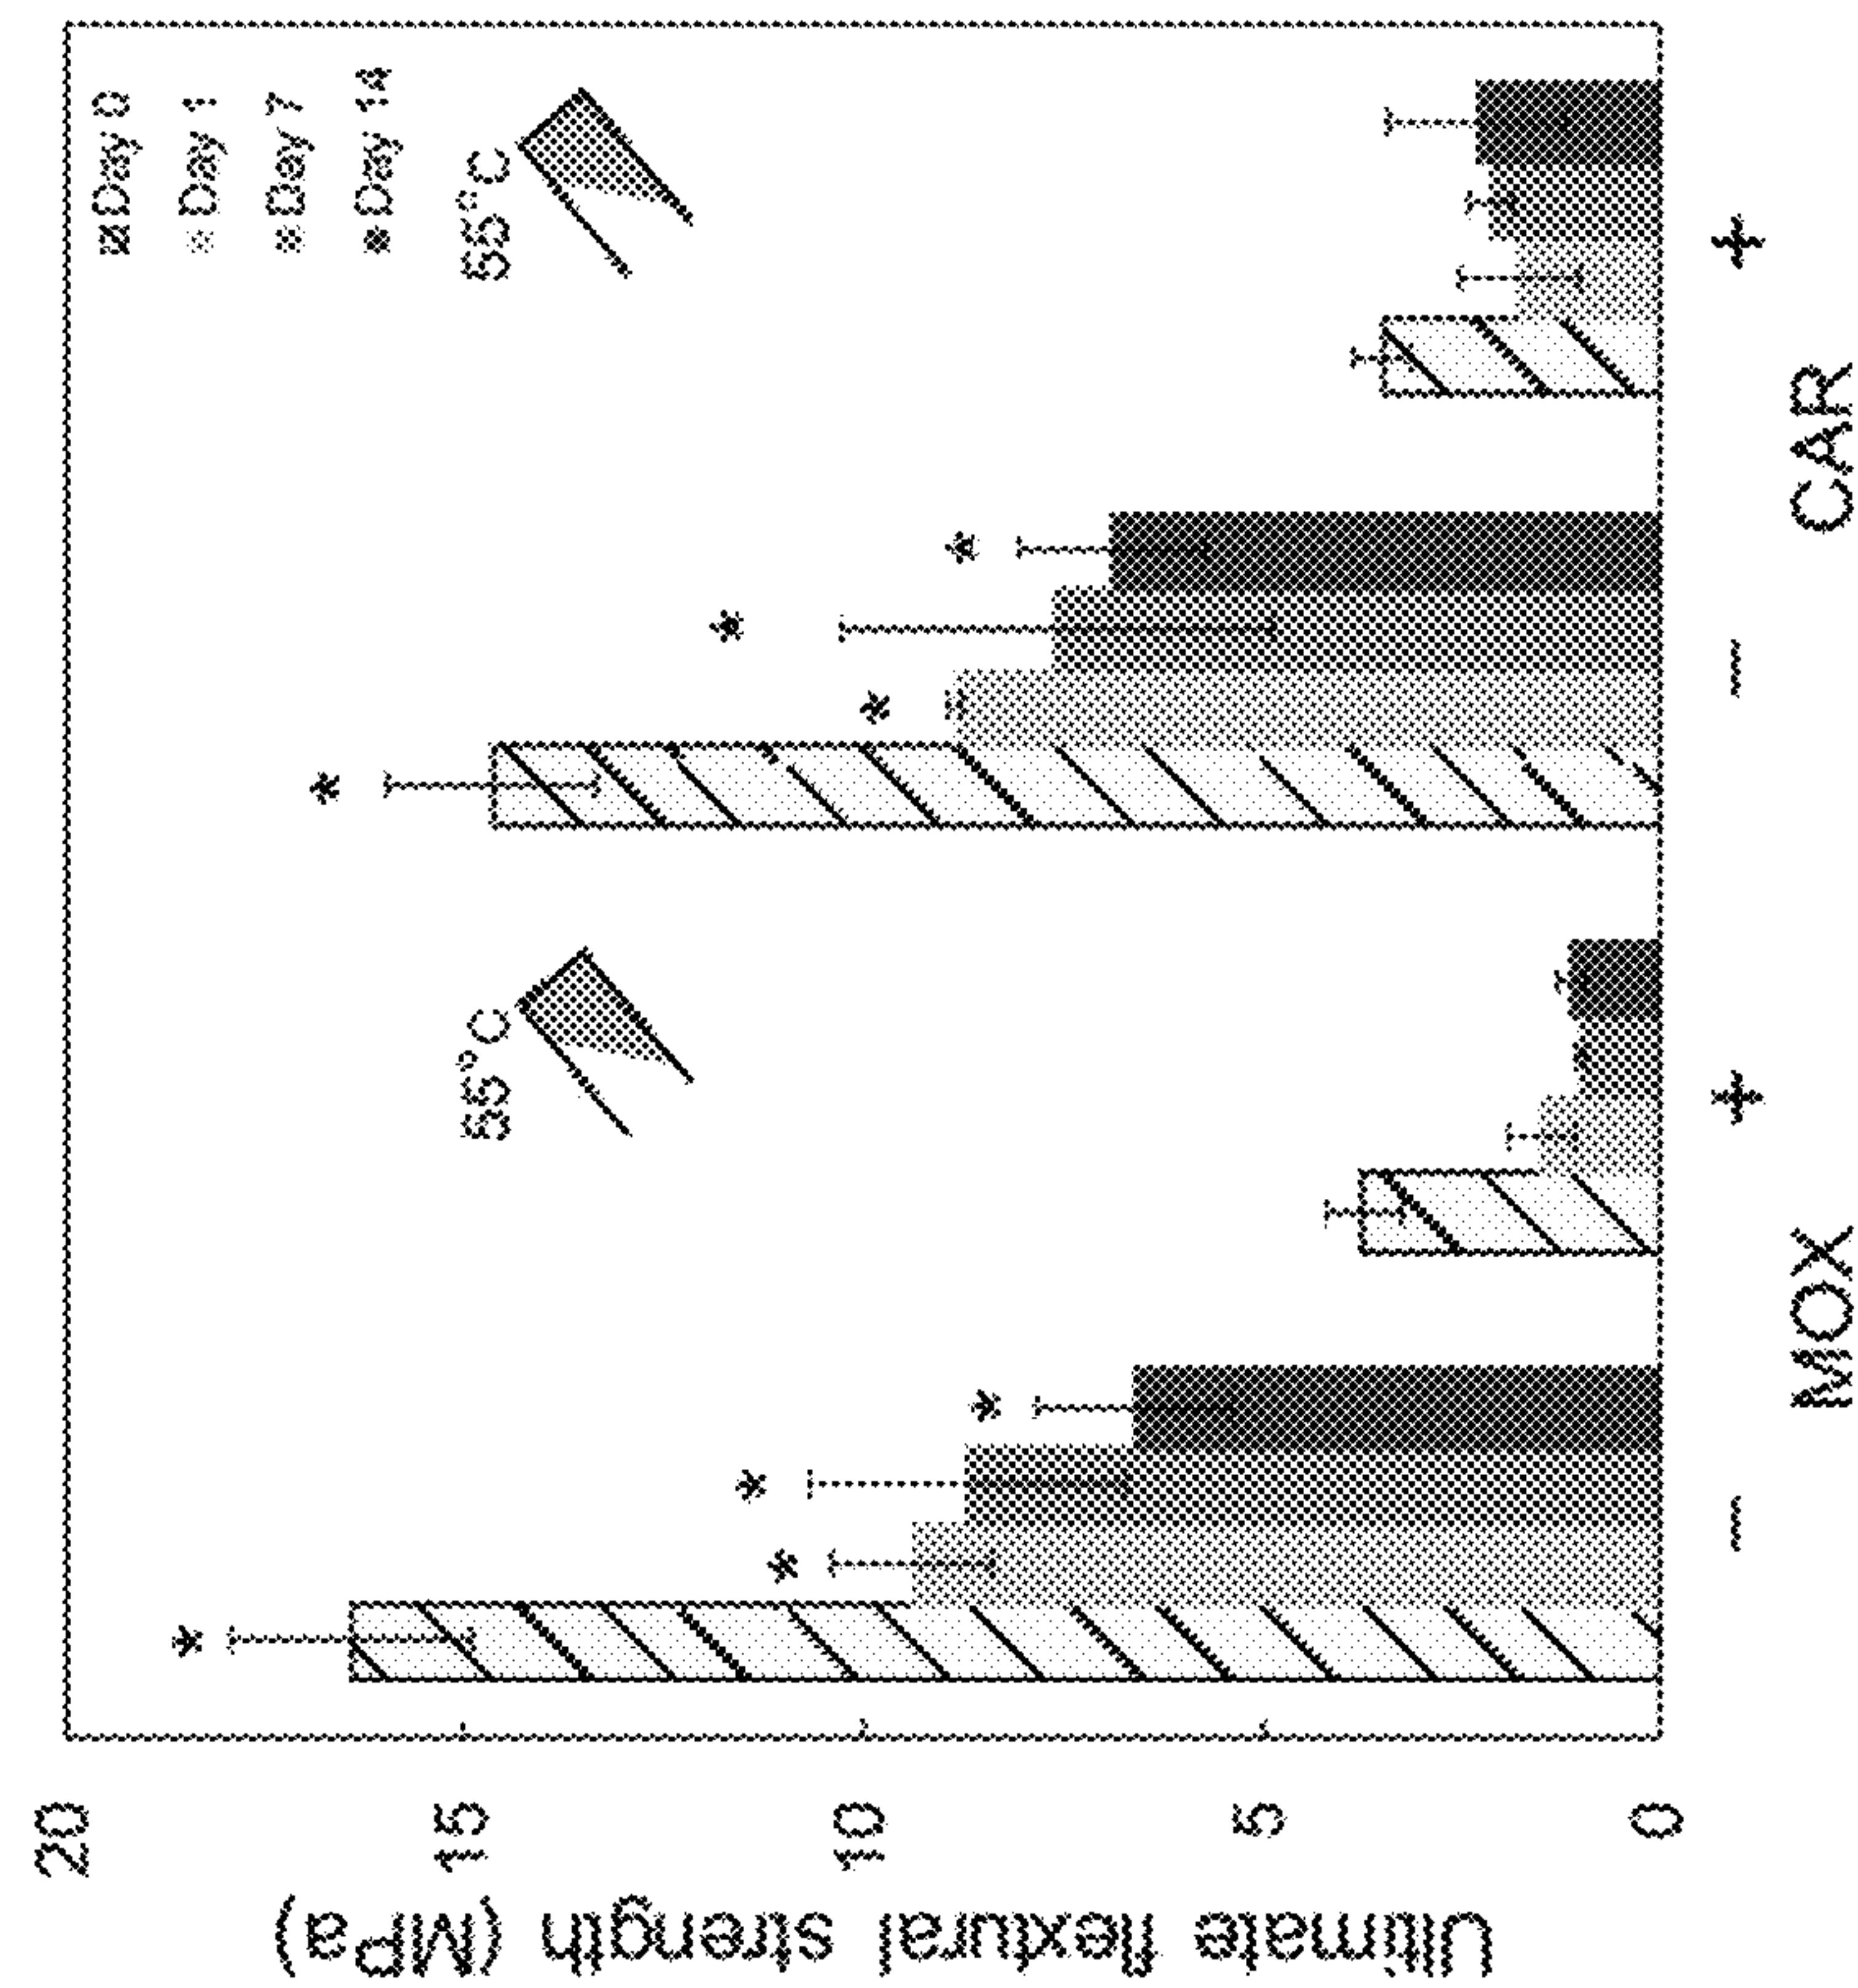 Ultimate flextural strength (MPa)
20
15
10
5
0
Day 0
Day 1
Day 7
Day 14
55°C
55°C
*
*
*
*
*
*
*
*
−
+
−
+
MOX
CAR